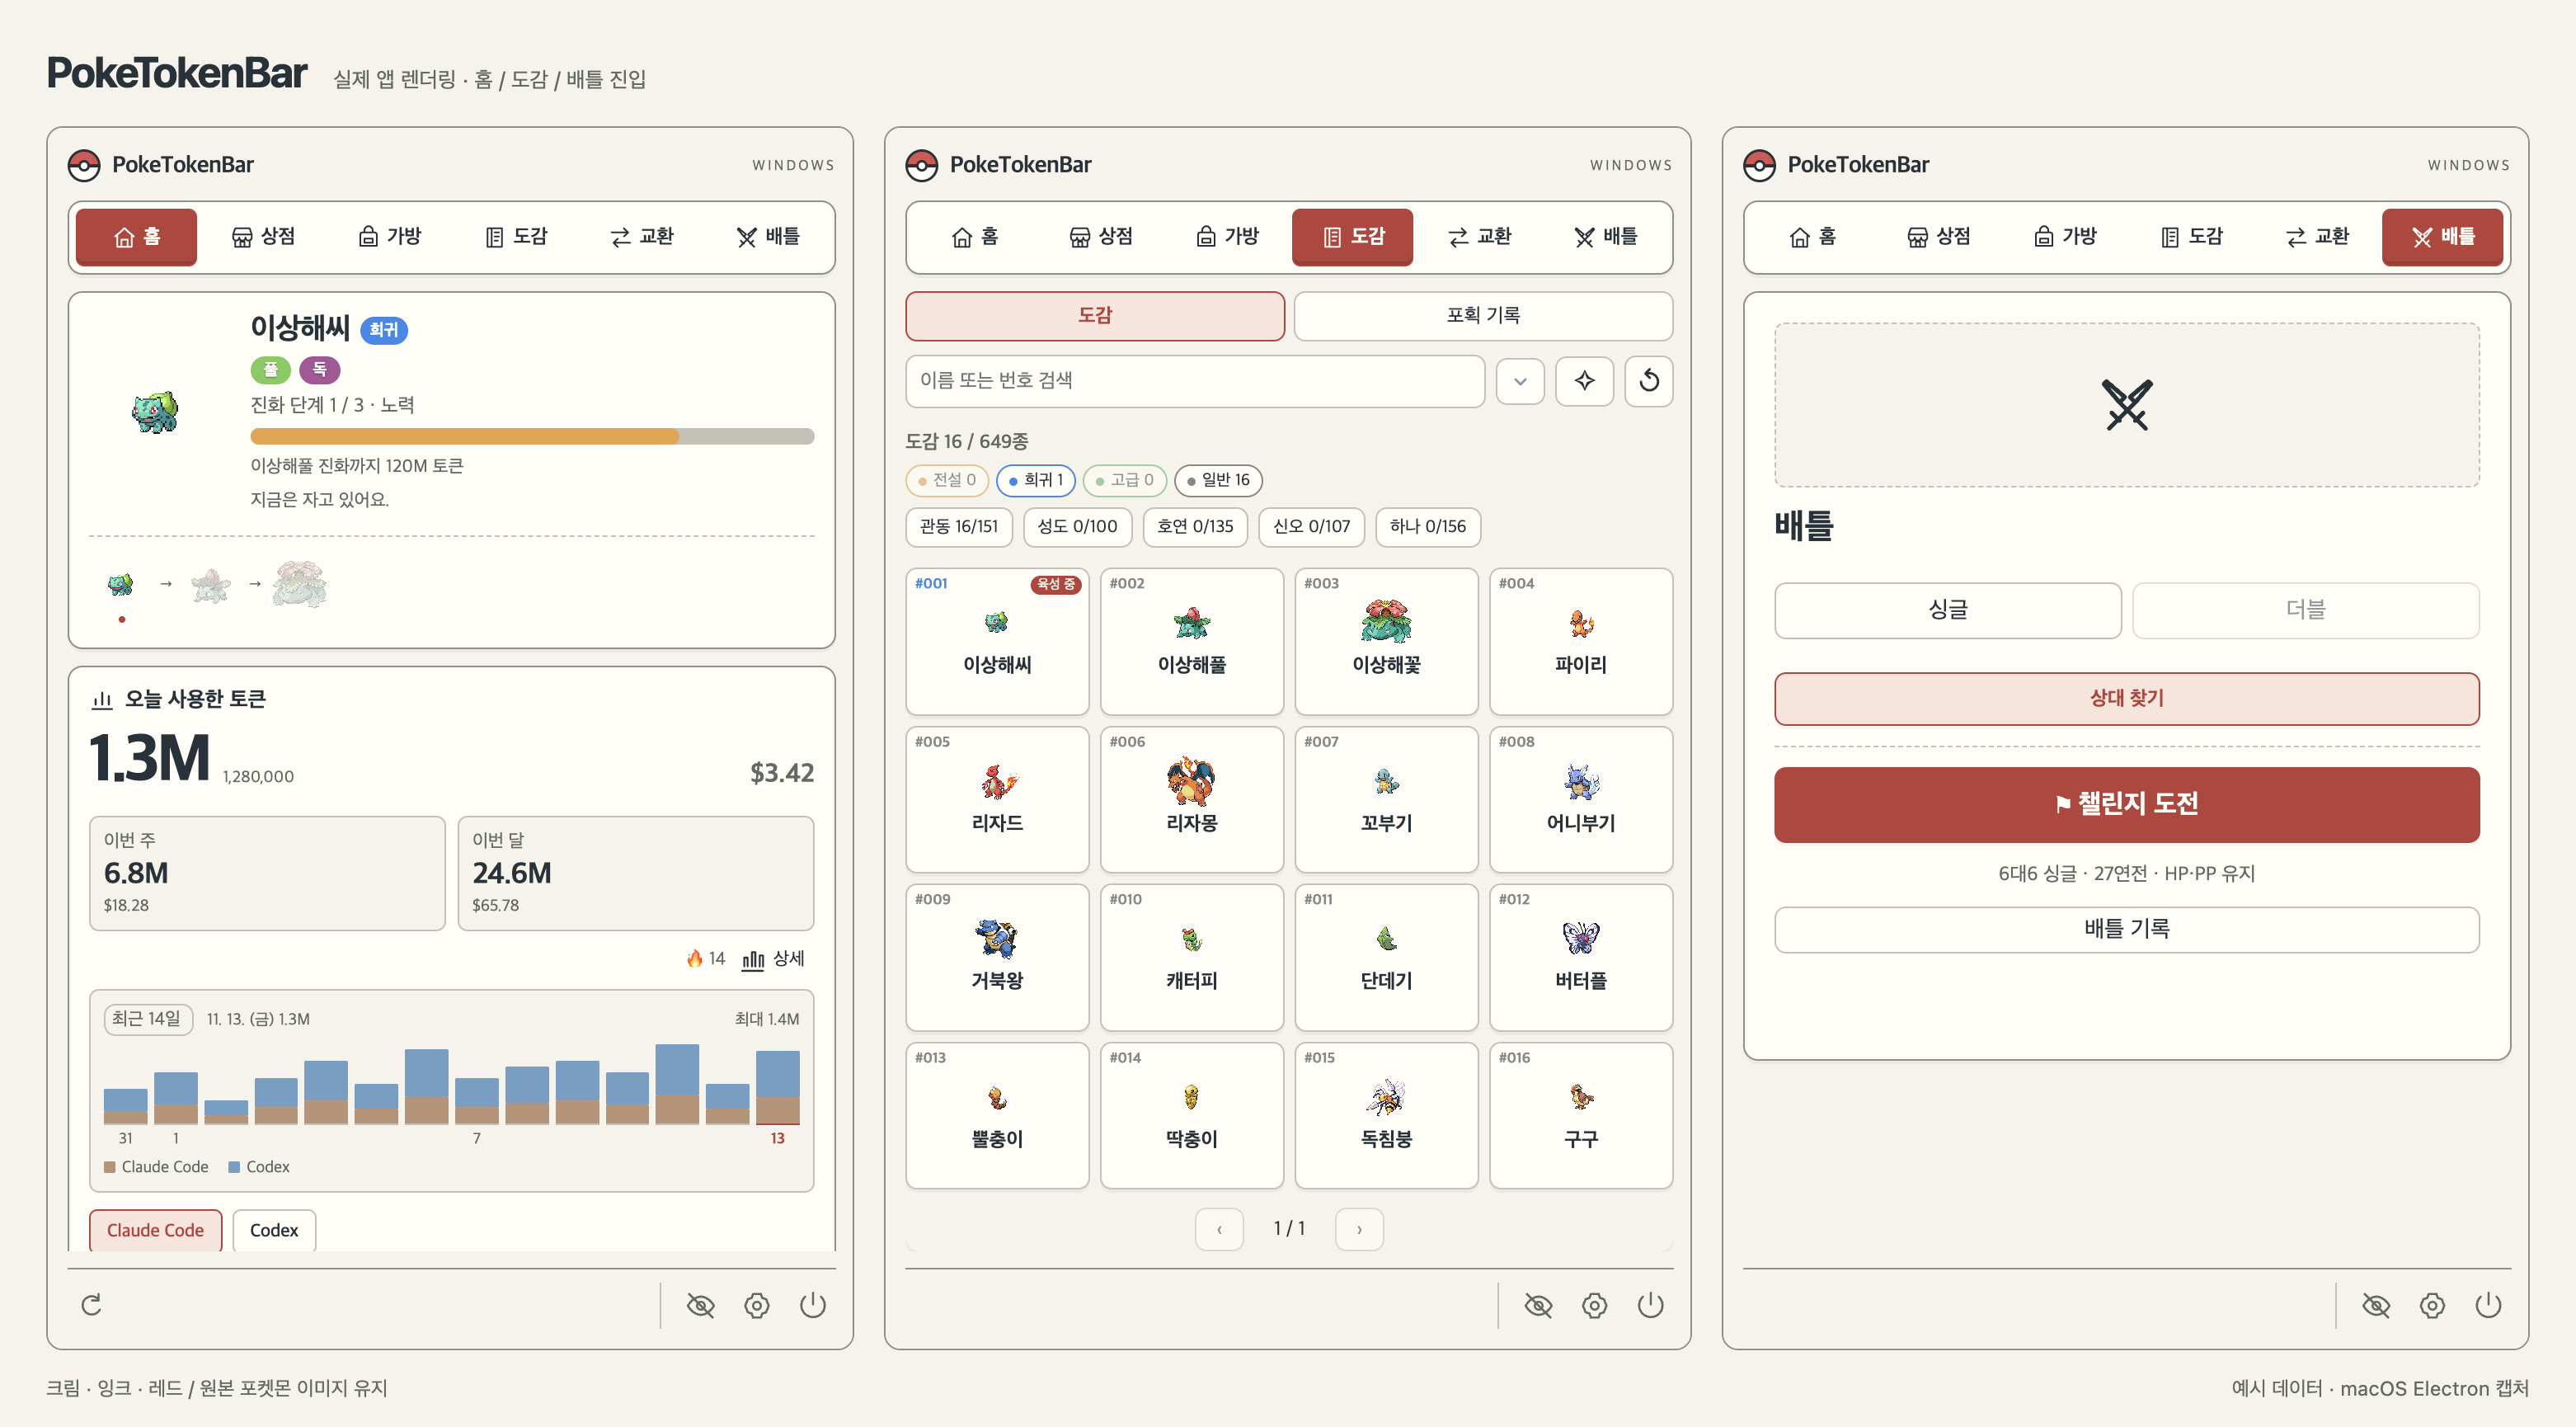 PokeTokenBar 실제 앱 렌더링 · 홈 / 도감 / 배틀 진입
PokeTokenBar WINDOWS
홈 상점 가방 도감 교환 배틀
이상해씨 희귀
풀 독
진화 단계 1 / 3 · 노력
이상해풀 진화까지 120M 토큰
지금은 자고 있어요.
→ →
오늘 사용한 토큰
1.3M 1,280,000 $3.42
이번 주
6.8M
$18.28
이번 달
24.6M
$65.78
14 상세
최근 14일 11. 13. (금) 1.3M 최대 1.4M
31 1 7 13
Claude Code Codex
Claude Code Codex
PokeTokenBar WINDOWS
홈 상점 가방 도감 교환 배틀
도감 포획 기록
이름 또는 번호 검색
도감 16 / 649종
전설 0 희귀 1 고급 0 일반 16
관동 16/151 성도 0/100 호연 0/135 신오 0/107 하나 0/156
#001 육성 중 #002 #003 #004
이상해씨 이상해풀 이상해꽃 파이리
#005 #006 #007 #008
리자드 리자몽 꼬부기 어니부기
#009 #010 #011 #012
거북왕 캐터피 단데기 버터플
#013 #014 #015 #016
뿔충이 딱충이 독침붕 구구
‹ 1 / 1 ›
PokeTokenBar WINDOWS
홈 상점 가방 도감 교환 배틀
배틀
싱글 더블
상대 찾기
챌린지 도전
6대6 싱글 · 27연전 · HP·PP 유지
배틀 기록
크림 · 잉크 · 레드 / 원본 포켓몬 이미지 유지
예시 데이터 · macOS Electron 캡처